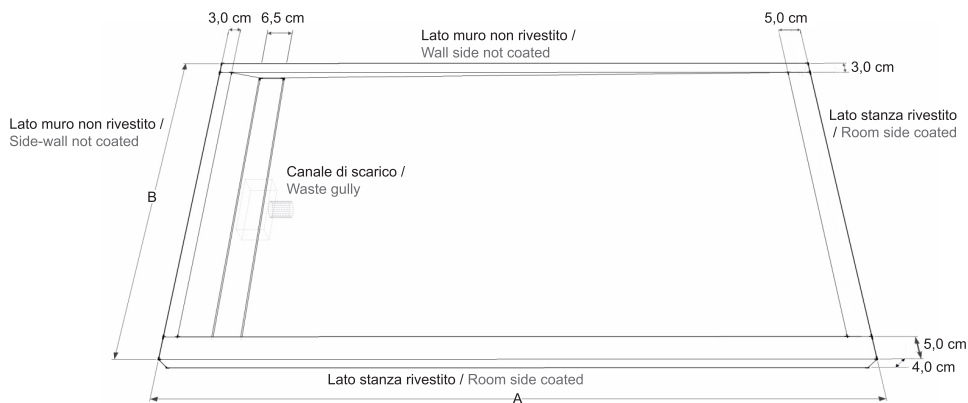 3,0 cm
6,5 cm
5,0 cm
Lato muro non rivestito /
Wall side not coated
3,0 cm
Lato muro non rivestito /
Side-wall not coated
Lato stanza rivestito
/ Room side coated
Canale di scarico /
Waste gully
B
5,0 cm
4,0 cm
Lato stanza rivestito / Room side coated
A